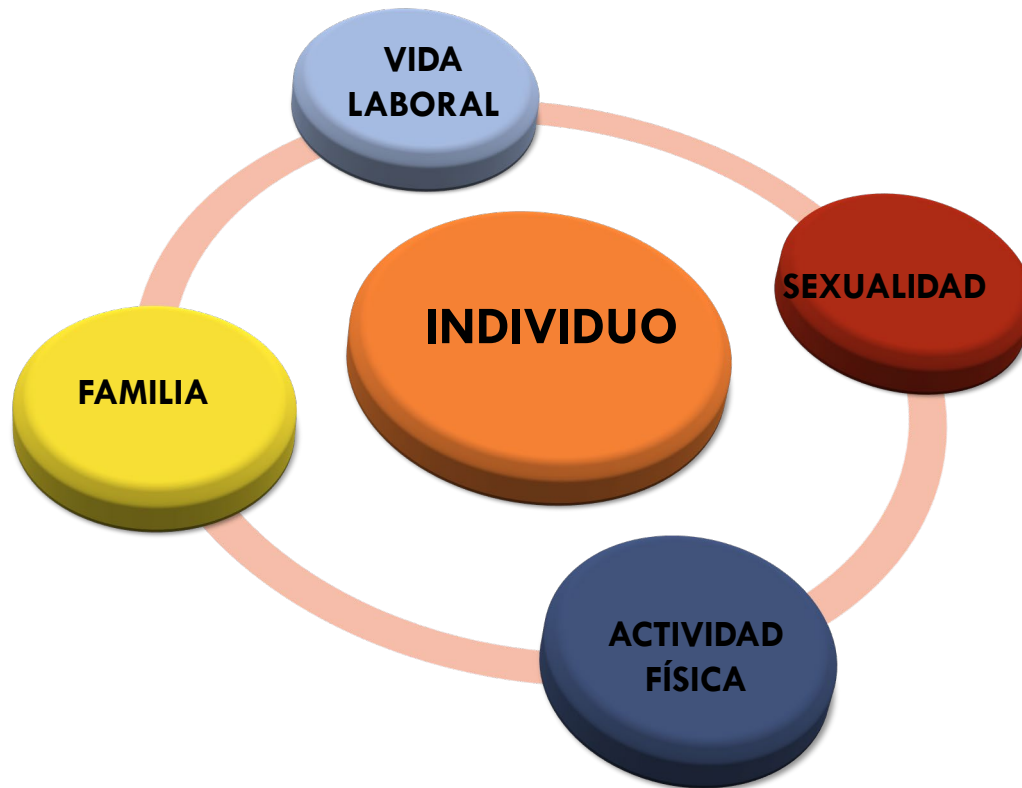 VIDA
LABORAL
SEXUALIDAD
INDIVIDUO
FAMILIA
ACTIVIDAD
FÍSICA